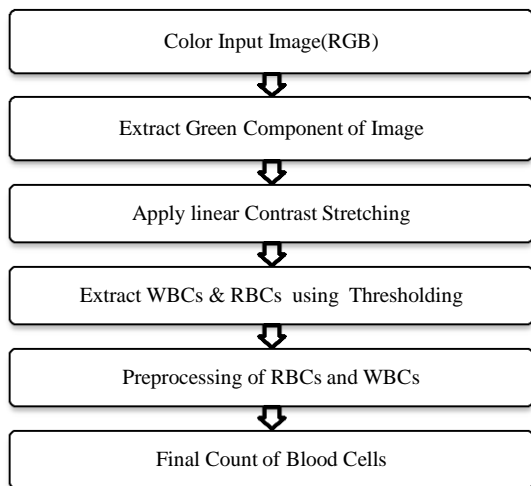 Color Input Image(RGB)
Extract Green Component of Image
Apply linear Contrast Stretching
Extract WBCs & RBCs using Thresholding
Preprocessing of RBCs and WBCs
Final Count of Blood Cells